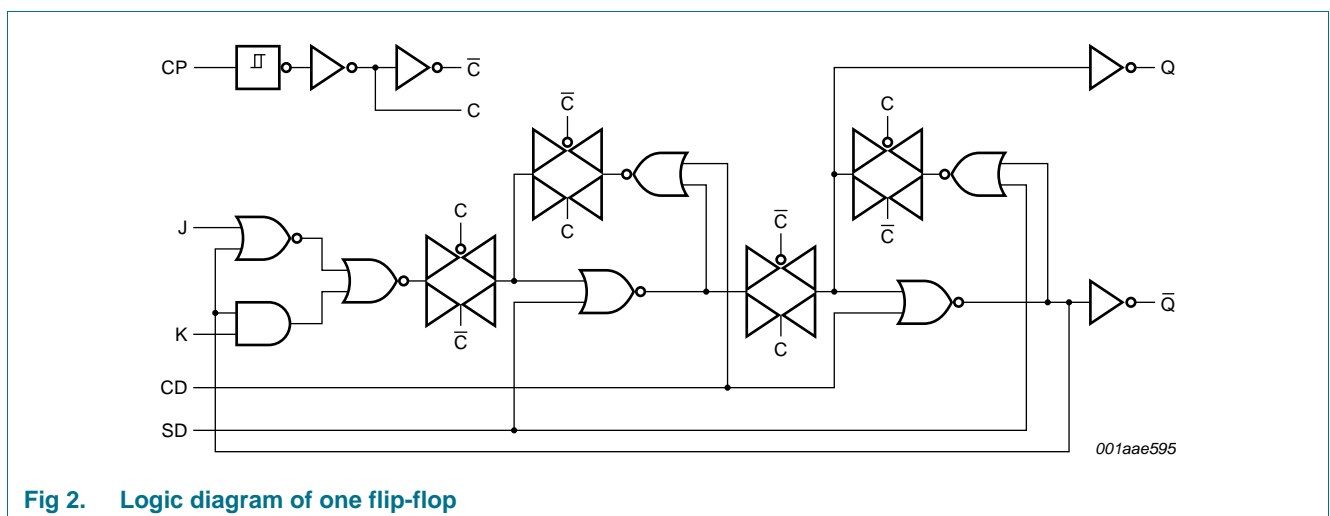 CP
C̅
Q
C
C̅
C
J
C
C̅
C
C̅
C̅
C
K
Q̅
CD
SD
001aae595
Fig 2. Logic diagram of one flip-flop